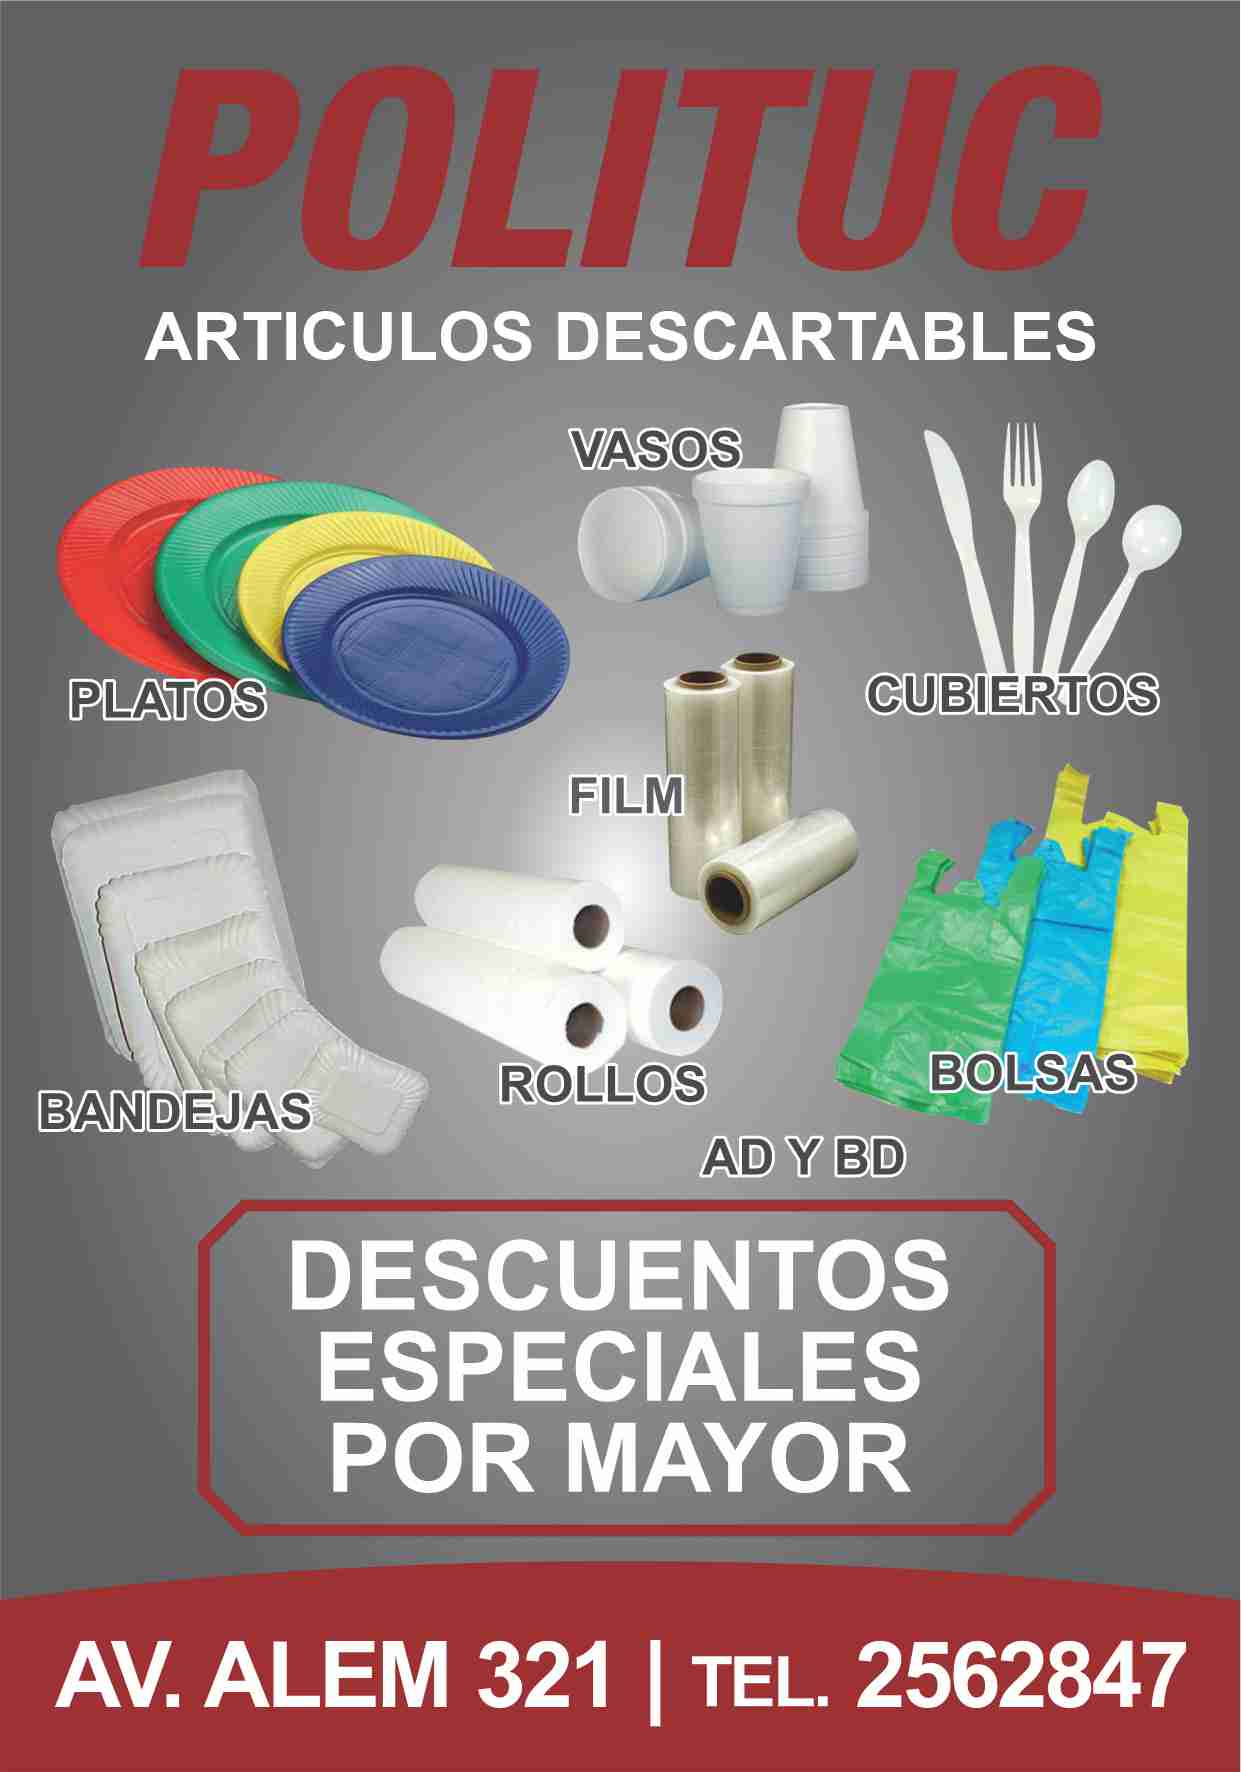 POLITUC
ARTICULOS DESCARTABLES
VASOS
PLATOS
CUBIERTOS
FILM
BANDEJAS
ROLLOS
BOLSAS
AD Y BD
DESCUENTOS
ESPECIALES
POR MAYOR
AV. ALEM 321 | TEL. 2562847